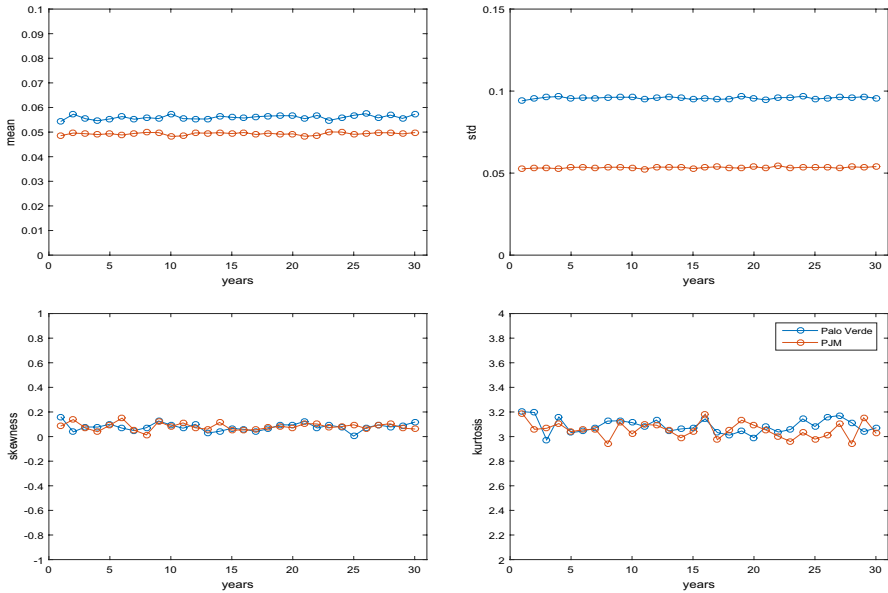 0.1
0.09
0.08
0.07
0.06
0.05
0.04
0.03
0.02
0.01
0
mean
0 5 10 15 20 25 30
years
0.15
0.1
0.05
0
std
0 5 10 15 20 25 30
years
1
0.8
0.6
0.4
0.2
0
-0.2
-0.4
-0.6
-0.8
-1
skewness
0 5 10 15 20 25 30
years
4
3.8
3.6
3.4
3.2
3
2.8
2.6
2.4
2.2
2
kurtosis
Palo Verde
PJM
0 5 10 15 20 25 30
years